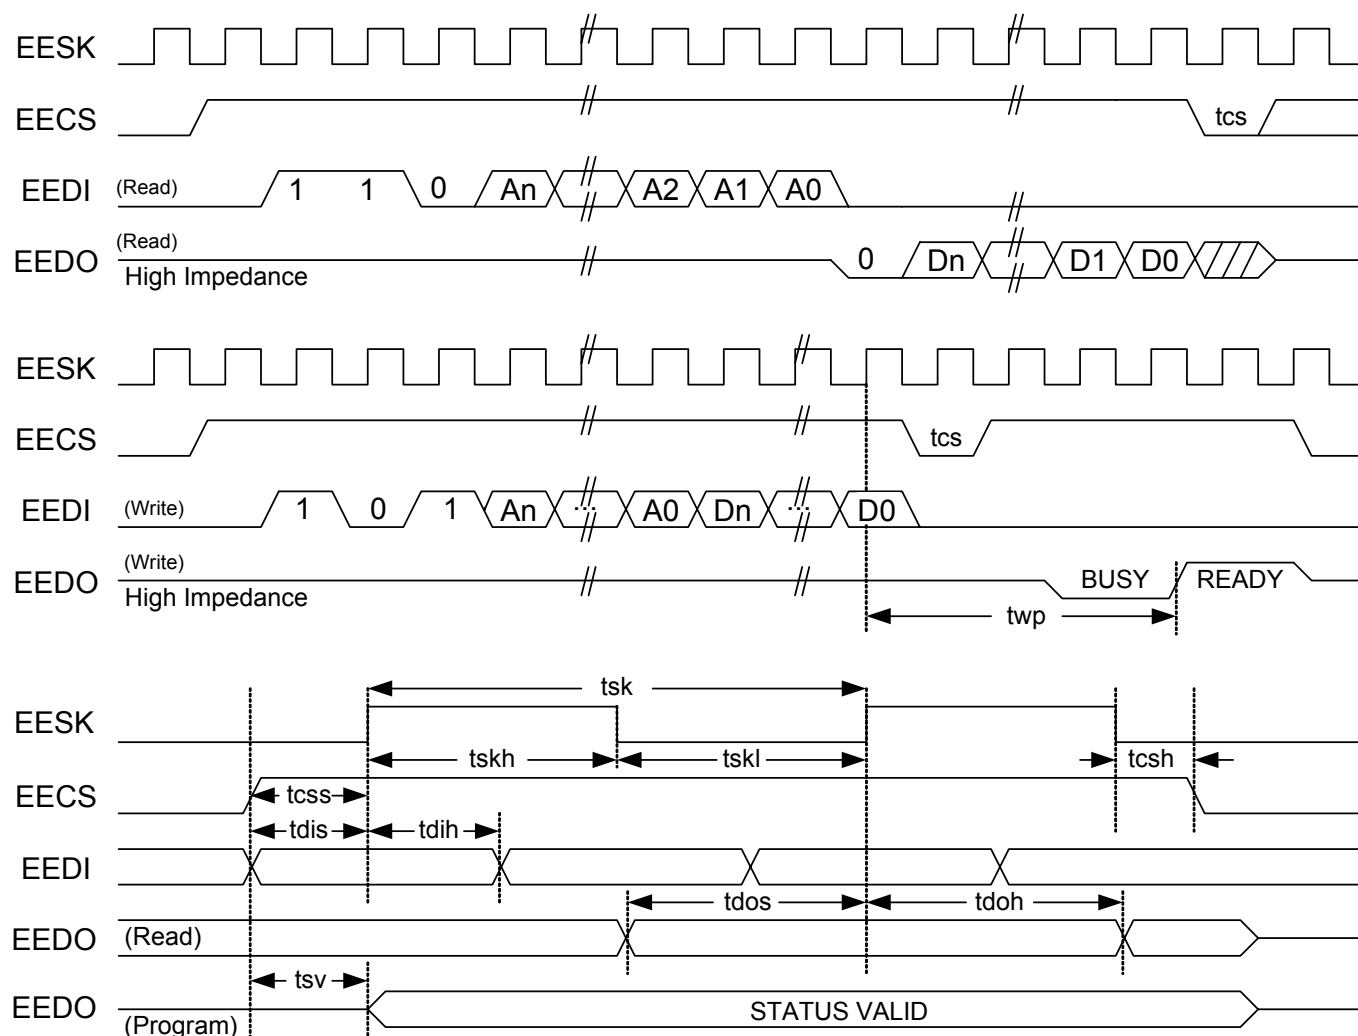 EESK
EECS tcs
EEDI (Read) 1 1 0 An A2 A1 A0
EEDO (Read) High Impedance 0 Dn D1 D0
EESK
EECS tcs
EEDI (Write) 1 0 1 An ... A0 Dn ... D0
EEDO (Write) High Impedance BUSY READY
twp
tsk
EESK
tskh tskl tcsh
EECS tcss
tdis tdih
EEDI
tdos tdoh
EEDO (Read)
tsv
EEDO (Program) STATUS VALID